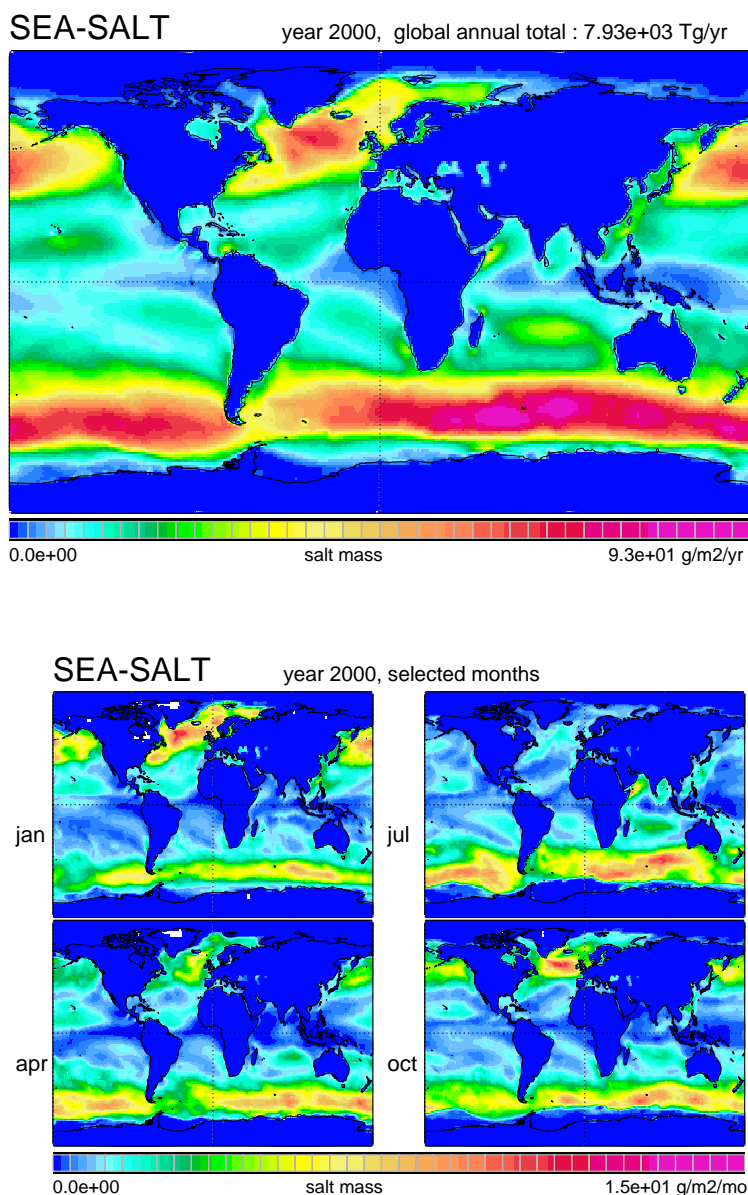 SEA-SALT year 2000, global annual total : 7.93e+03 Tg/yr
0.0e+00 salt mass 9.3e+01 g/m2/yr
SEA-SALT year 2000, selected months
jan jul
apr oct
0.0e+00 salt mass 1.5e+01 g/m2/mo